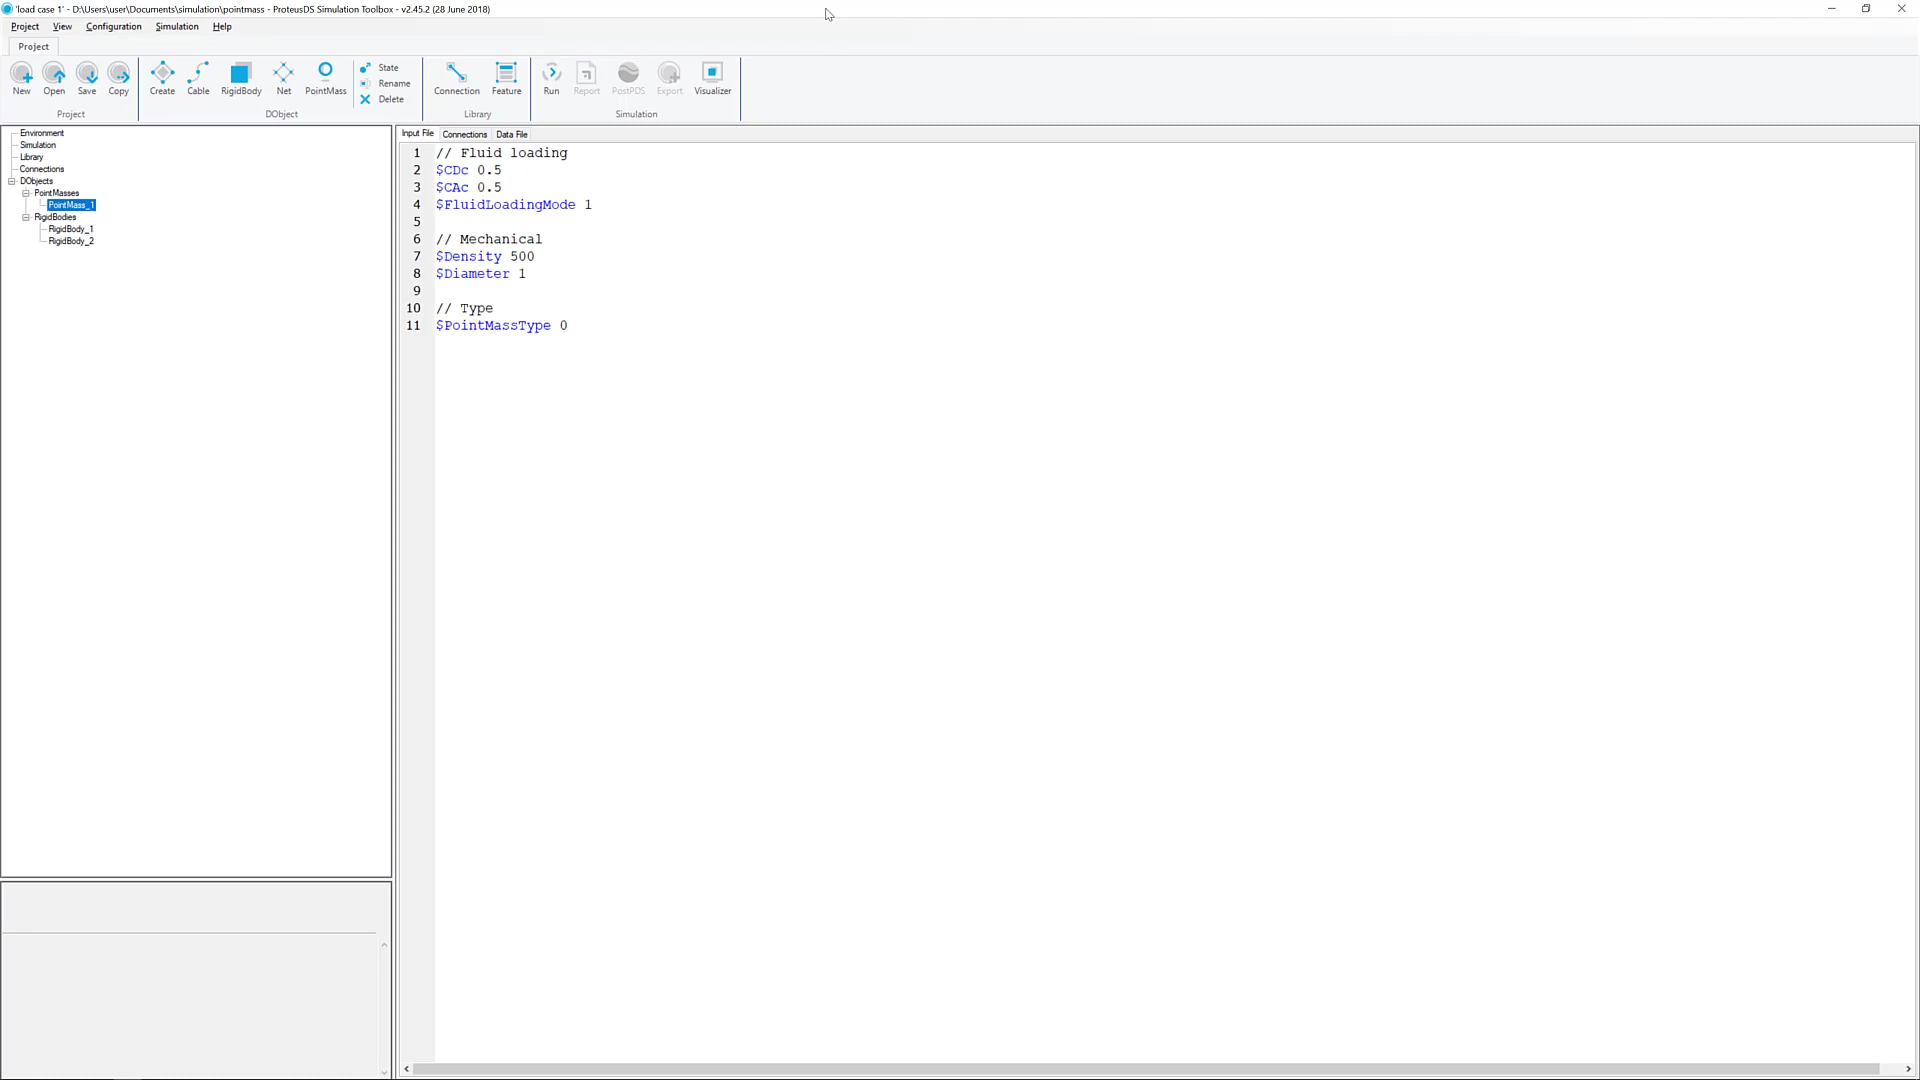 'load case 1' - D:\Users\user\Documents\simulation\pointmass - ProteusDS Simulation Toolbox - v2.45.2 (28 June 2018)
Project View Configuration Simulation Help
Project
New Open Save Copy Create Cable RigidBody Net PointMass Connection Feature Run Report PostPDS Export Visualizer
State
Rename
Delete
Project DObject Library Simulation
Environment
Simulation
Library
Connections
DObjects
PointMasses
PointMass_1
RigidBodies
RigidBody_1
RigidBody_2
Input File Connections Data File
1 // Fluid loading
2 $CDc 0.5
3 $CAc 0.5
4 $FluidLoadingMode 1
5
6 // Mechanical
7 $Density 500
8 $Diameter 1
9
10 // Type
11 $PointMassType 0